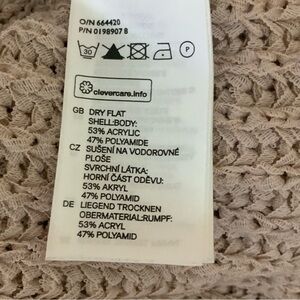 O/N 664420
P/N 0198907 8
30
P
clevercare.info
GB DRY FLAT
SHELL:BODY:
53% ACRYLIC
47% POLYAMIDE
CZ SUŠENÍ NA VODOROVNÉ
PLOŠE
SVRCHNÍ LÁTKA:
HORNÍ ČÁST ODĚVU:
53% AKRYL
47% POLYAMID
DE LIEGEND TROCKNEN
OBERMATERIAL:RUMPF:
53% ACRYL
47% POLYAMID